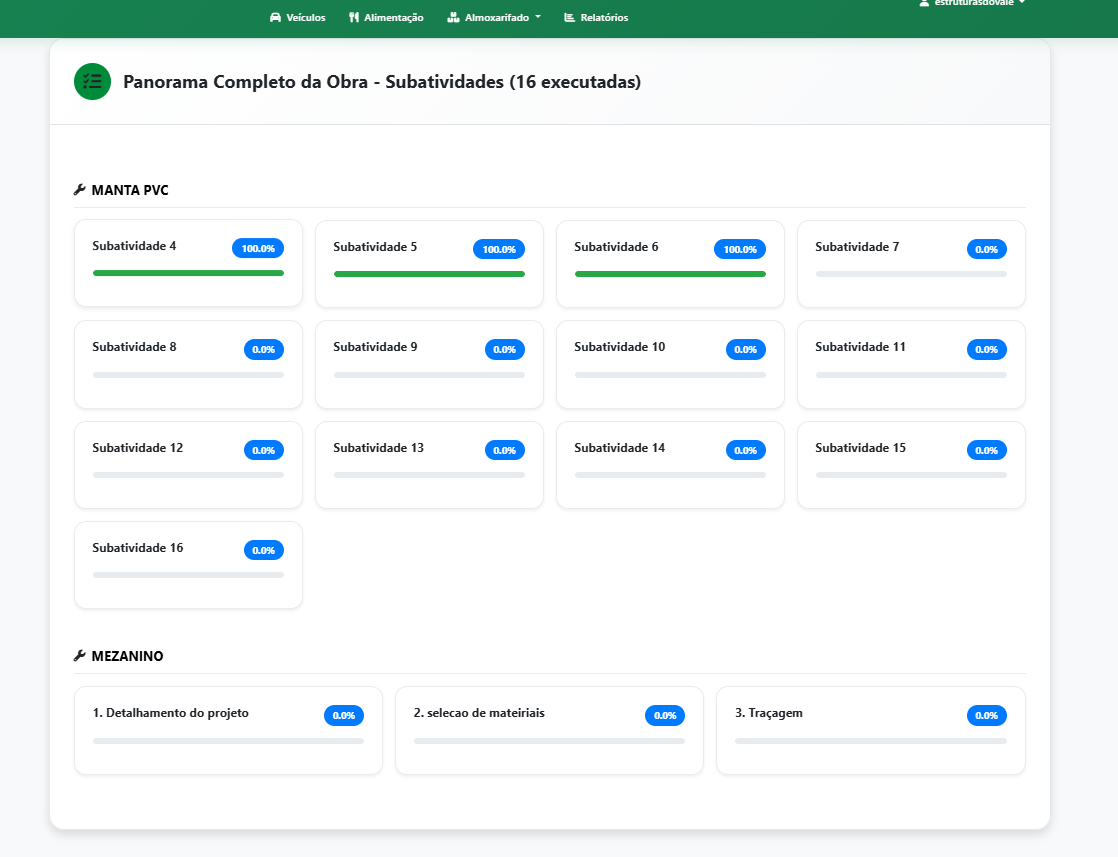 estruturasdovale
Veículos Alimentação Almoxarifado Relatórios
Panorama Completo da Obra - Subatividades (16 executadas)
MANTA PVC
Subatividade 4 100.0% Subatividade 5 100.0% Subatividade 6 100.0% Subatividade 7 0.0%
Subatividade 8 0.0% Subatividade 9 0.0% Subatividade 10 0.0% Subatividade 11 0.0%
Subatividade 12 0.0% Subatividade 13 0.0% Subatividade 14 0.0% Subatividade 15 0.0%
Subatividade 16 0.0%
MEZANINO
1. Detalhamento do projeto 0.0% 2. selecao de mateiriais 0.0% 3. Traçagem 0.0%